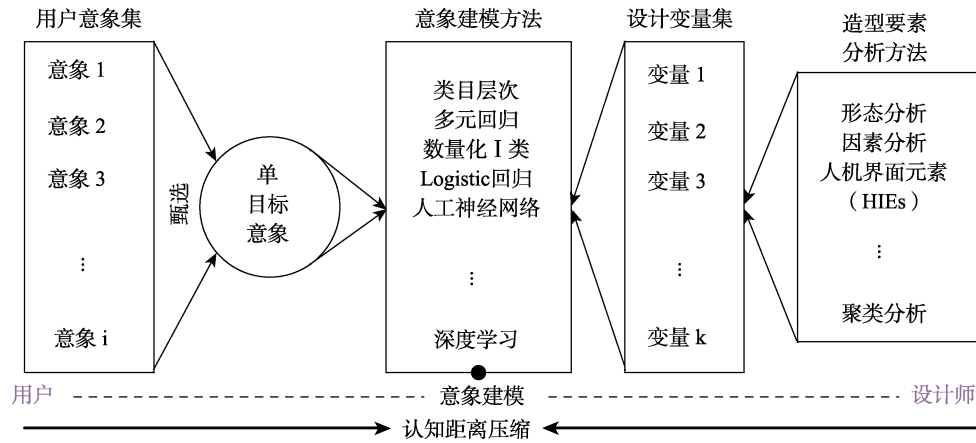 用户意象集
意象 1
意象 2
意象 3
⋮
意象 i
甄选
单
目标
意象
意象建模方法
类目层次
多元回归
数量化 I 类
Logistic回归
人工神经网络
⋮
深度学习
设计变量集
变量 1
变量 2
变量 3
⋮
变量 k
造型要素
分析方法
形态分析
因素分析
人机界面元素
（HIEs）
⋮
聚类分析
用户
意象建模
设计师
认知距离压缩